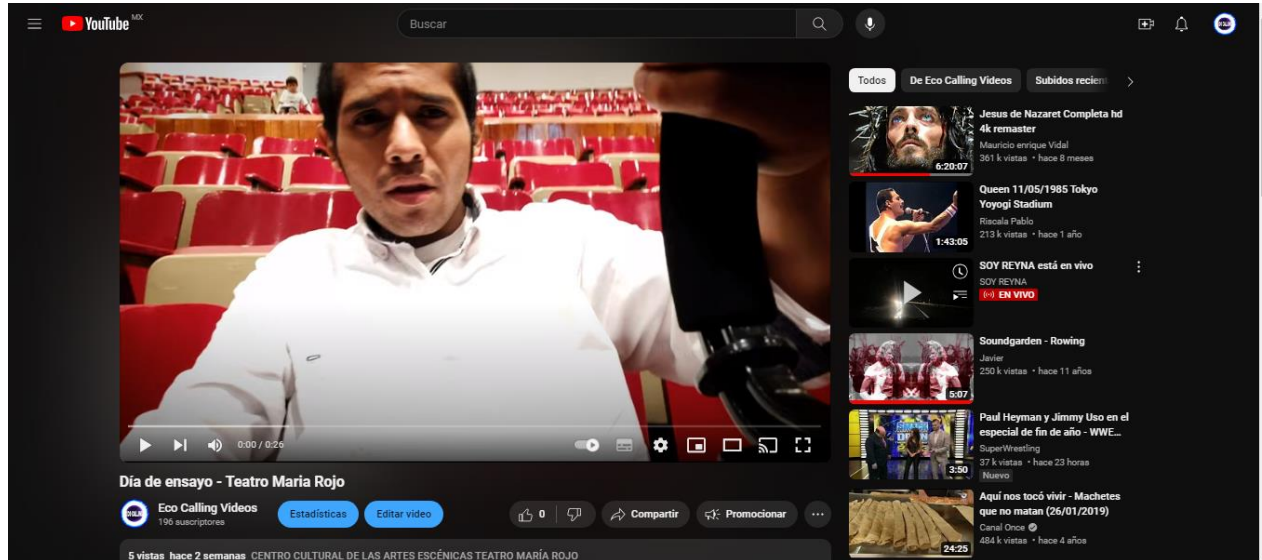 YouTube MX
Buscar
Todos
De Eco Calling Videos
Subidos recient
Jesus de Nazaret Completa hd
4k remaster
Mauricio enrique Vidal
361 k vistas • hace 8 meses
6:20:07
Queen 11/05/1985 Tokyo
Yoyogi Stadium
Riscala Pablo
213 k vistas • hace 1 año
1:43:05
SOY REYNA está en vivo
SOY REYNA
EN VIVO
Soundgarden - Rowing
Javier
250 k vistas • hace 11 años
5:07
Paul Heyman y Jimmy Uso en el
especial de fin de año - WWE...
SuperWrestling
37 k vistas • hace 23 horas
Nuevo
3:50
Aquí nos tocó vivir - Machetes
que no matan (26/01/2019)
Canal Once
484 k vistas • hace 4 años
24:25
0:00 / 0:26
Día de ensayo - Teatro Maria Rojo
Eco Calling Videos
196 suscriptores
Estadísticas
Editar video
0
Compartir
Promocionar
5 vistas hace 2 semanas CENTRO CULTURAL DE LAS ARTES ESCÉNICAS TEATRO MARÍA ROJO